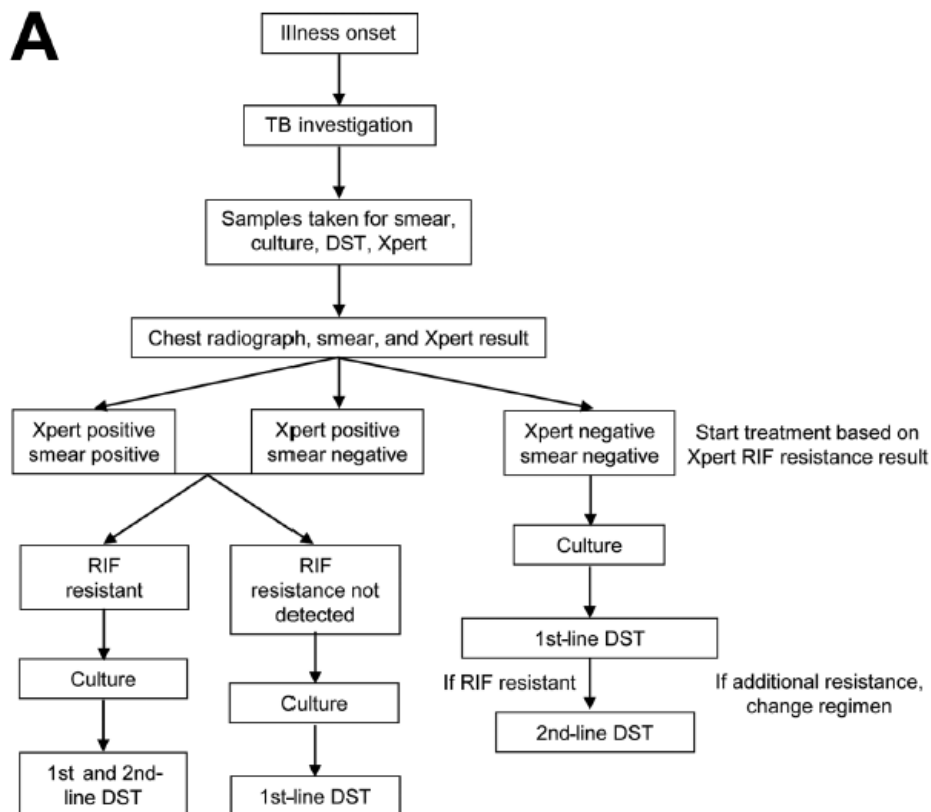 A
Illness onset
TB investigation
Samples taken for smear,
culture, DST, Xpert
Chest radiograph, smear, and Xpert result
Xpert positive
smear positive
Xpert positive
smear negative
Xpert negative
smear negative
Start treatment based on
Xpert RIF resistance result
RIF
resistant
RIF
resistance not
detected
Culture
1st-line DST
Culture
Culture
If RIF resistant
If additional resistance,
change regimen
2nd-line DST
1st and 2nd-
line DST
1st-line DST